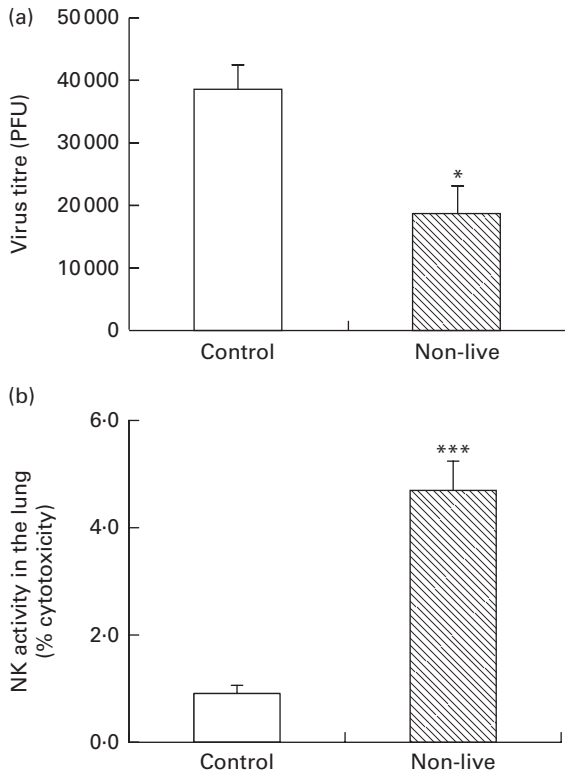 (a)
Virus titre (PFU)
50 000
40 000
30 000
20 000
10 000
0
*
Control
Non-live
(b)
NK activity in the lung
(% cytotoxicity)
6·0
4·0
2·0
0·0
***
Control
Non-live